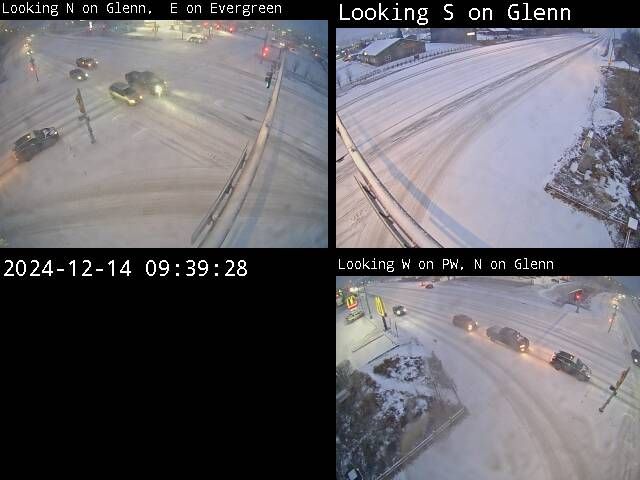 Looking N on Glenn, E on Evergreen
Looking S on Glenn
2024-12-14 09:39:28
Looking W on PW, N on Glenn